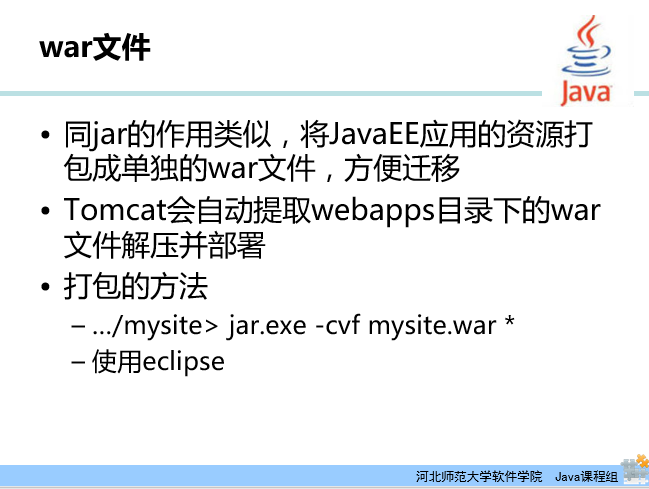 war文件
Java
• 同jar的作用类似，将JavaEE应用的资源打
包成单独的war文件，方便迁移
• Tomcat会自动提取webapps目录下的war
文件解压并部署
• 打包的方法
– .../mysite> jar.exe -cvf mysite.war *
– 使用eclipse
河北师范大学软件学院 Java课程组